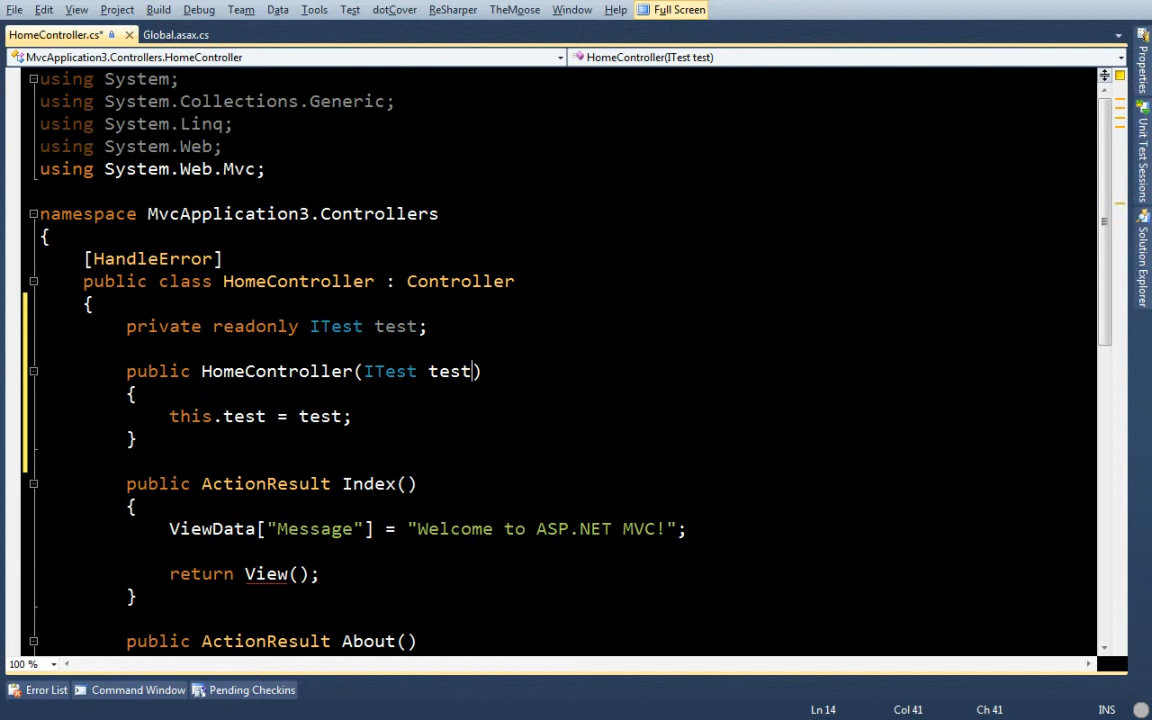 File Edit View Project Build Debug Team Data Tools Test dotCover ReSharper TheMoose Window Help Full Screen
HomeController.cs* Global.asax.cs
MvcApplication3.Controllers.HomeController HomeController(ITest test)
using System;
using System.Collections.Generic;
using System.Linq;
using System.Web;
using System.Web.Mvc;
namespace MvcApplication3.Controllers
{
[HandleError]
public class HomeController : Controller
{
private readonly ITest test;
public HomeController(ITest test)
{
this.test = test;
}
public ActionResult Index()
{
ViewData["Message"] = "Welcome to ASP.NET MVC!";
return View();
}
public ActionResult About()
100 %
Error List Command Window Pending Checkins
Ln 14 Col 41 Ch 41 INS
Properties
Unit Test Sessions
Solution Explorer